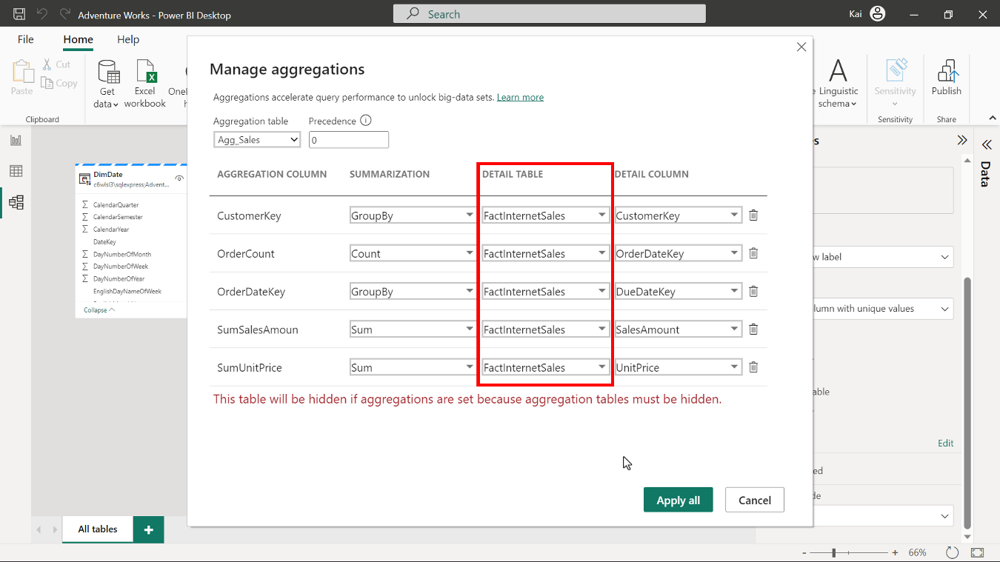 Adventure Works - Power BI Desktop
Search
Kai
File
Home
Help
Paste
Cut
Copy
Clipboard
Get data
Excel workbook
Linguistic schema
Sensitivity
Sensitivity
Publish
Share
Manage aggregations
Aggregations accelerate query performance to unlock big-data sets. Learn more
Aggregation table
Precedence
Agg_Sales
0
AGGREGATION COLUMN SUMMARIZATION DETAIL TABLE DETAIL COLUMN
CustomerKey GroupBy FactInternetSales CustomerKey
OrderCount Count FactInternetSales OrderDateKey
OrderDateKey GroupBy FactInternetSales DueDateKey
SumSalesAmoun Sum FactInternetSales SalesAmount
SumUnitPrice Sum FactInternetSales UnitPrice
This table will be hidden if aggregations are set because aggregation tables must be hidden.
Apply all
Cancel
DimDate
c6wlsl3\sqlexpress;Advent...
CalendarQuarter
CalendarSemester
CalendarYear
DateKey
DayNumberOfMonth
DayNumberOfWeek
DayNumberOfYear
EnglishDayNameOfWeek
Collapse
w label
lumn with unique values
able
Edit
ed
de
Data
All tables
+
- + 66%